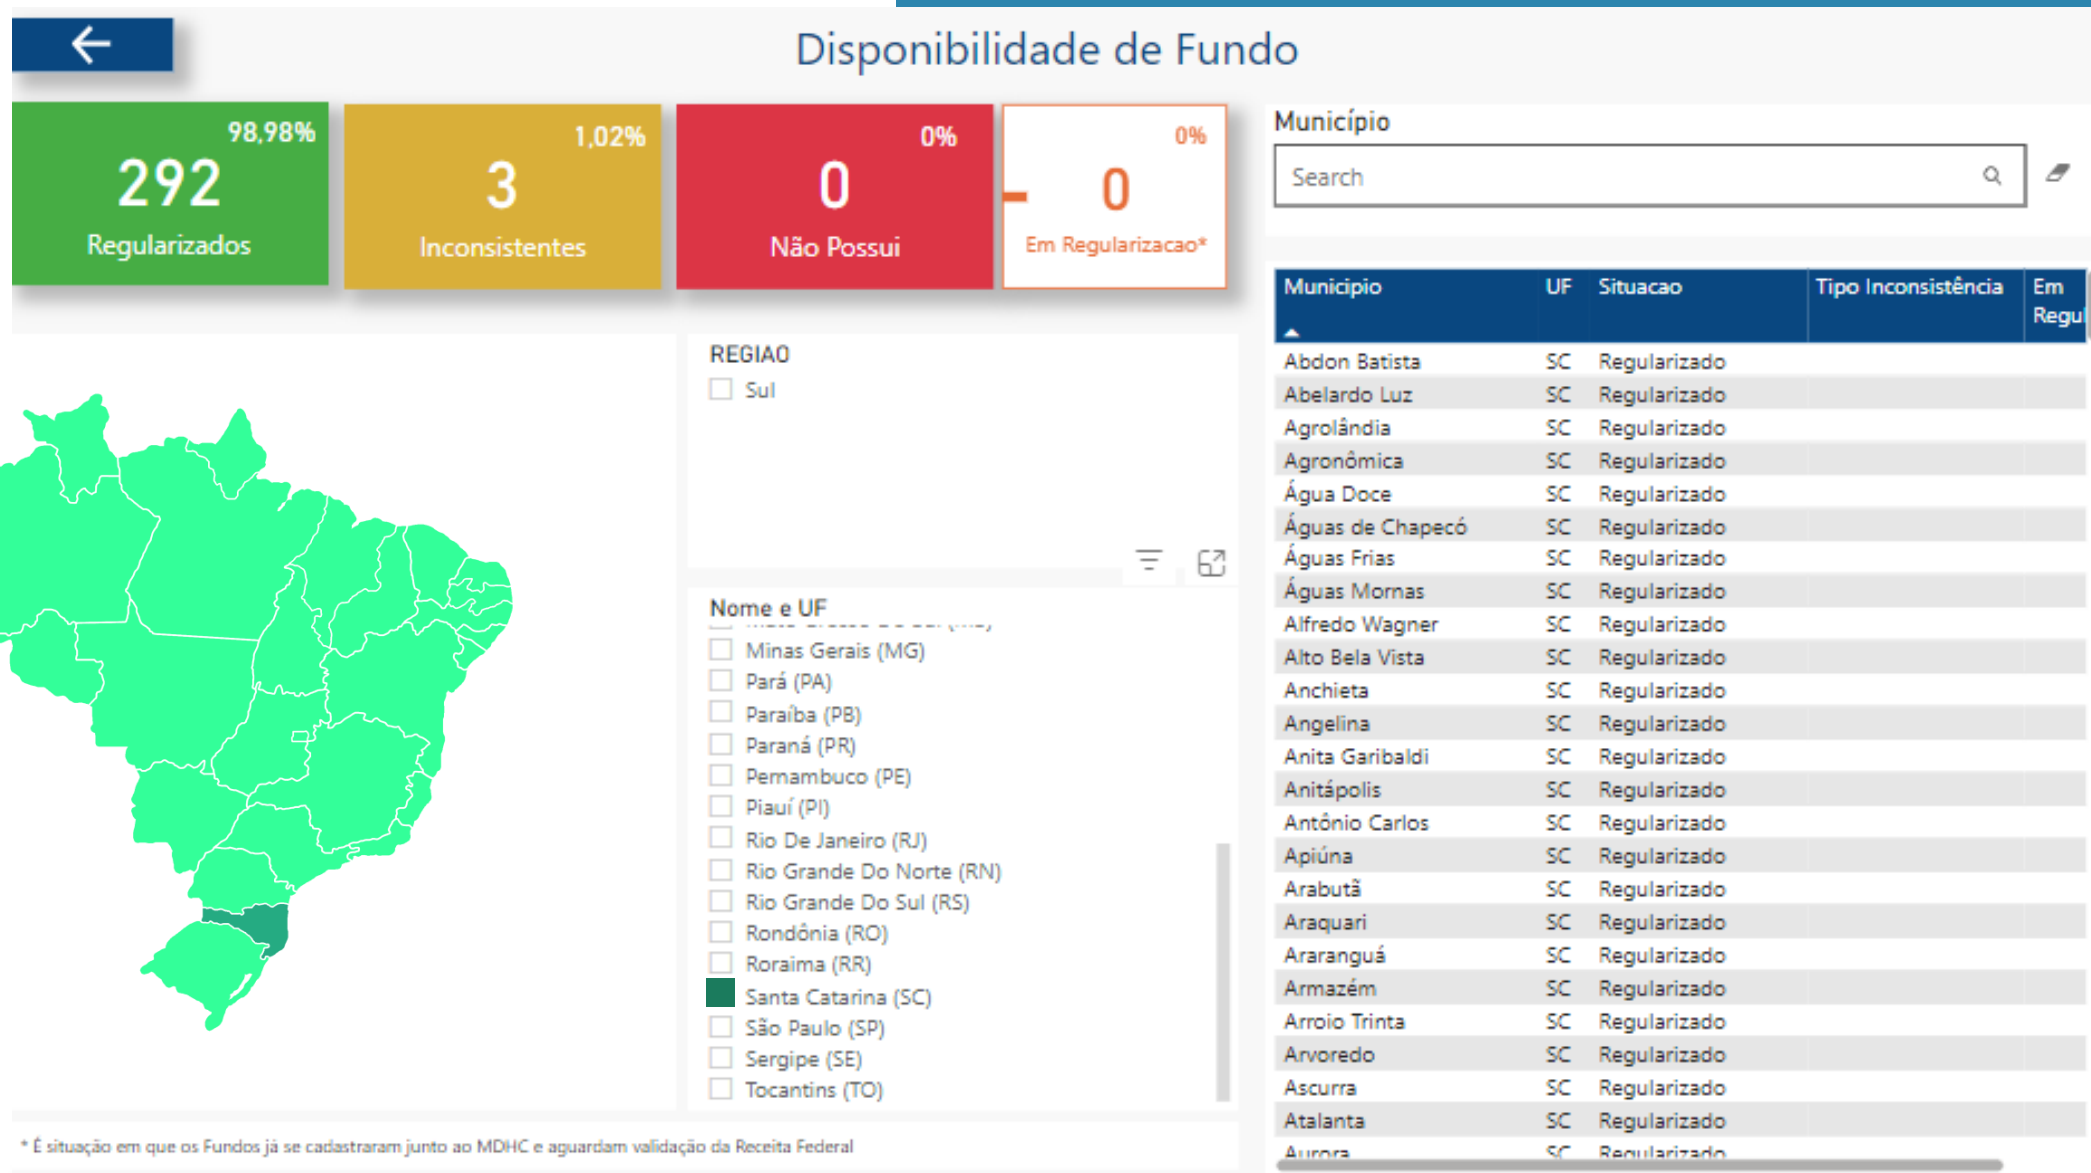 Disponibilidade de Fundo
98,98%
292
Regularizados
1,02%
3
Inconsistentes
0%
0
Não Possui
0%
0
Em Regularizacao*
Município
Search
REGIAO
Sul
Nome e UF
Minas Gerais (MG)
Pará (PA)
Paraíba (PB)
Paraná (PR)
Pernambuco (PE)
Piauí (PI)
Rio De Janeiro (RJ)
Rio Grande Do Norte (RN)
Rio Grande Do Sul (RS)
Rondônia (RO)
Roraima (RR)
Santa Catarina (SC)
São Paulo (SP)
Sergipe (SE)
Tocantins (TO)
Municipio UF Situacao Tipo Inconsistência Em
Regul
Abdon Batista SC Regularizado
Abelardo Luz SC Regularizado
Agrolândia SC Regularizado
Agronômica SC Regularizado
Água Doce SC Regularizado
Águas de Chapecó SC Regularizado
Águas Frias SC Regularizado
Águas Mornas SC Regularizado
Alfredo Wagner SC Regularizado
Alto Bela Vista SC Regularizado
Anchieta SC Regularizado
Angelina SC Regularizado
Anita Garibaldi SC Regularizado
Anitápolis SC Regularizado
Antônio Carlos SC Regularizado
Apiúna SC Regularizado
Arabutã SC Regularizado
Araquari SC Regularizado
Araranguá SC Regularizado
Armazém SC Regularizado
Arroio Trinta SC Regularizado
Arvoredo SC Regularizado
Ascurra SC Regularizado
Atalanta SC Regularizado
Aurora SC Regularizado
* É situação em que os Fundos já se cadastraram junto ao MDHC e aguardam validação da Receita Federal